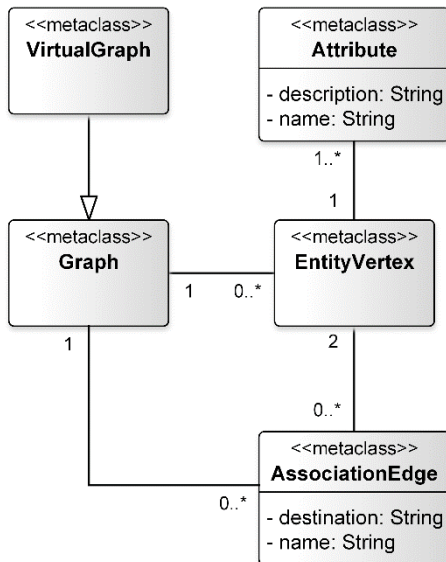 <<metaclass>>
VirtualGraph
<<metaclass>>
Attribute
- description: String
- name: String
1..*
1
<<metaclass>>
Graph
<<metaclass>>
EntityVertex
1
0..*
1
2
0..*
<<metaclass>>
AssociationEdge
0..*
- destination: String
- name: String